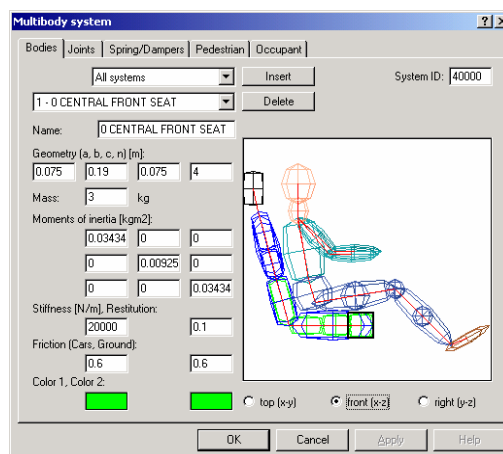 Multibody system
Bodies Joints Spring/Dampers Pedestrian Occupant
All systems Insert System ID: 40000
1 - 0 CENTRAL FRONT SEAT Delete
Name: 0 CENTRAL FRONT SEAT
Geometry (a, b, c, n) [m]:
0.075 0.19 0.075 4
Mass: 3 kg
Moments of inertia [kgm2]:
0.03434 0 0
0 0.00925 0
0 0 0.03434
Stiffness [N/m], Restitution:
20000 0.1
Friction (Cars, Ground):
0.6 0.6
Color 1, Color 2:
top (x-y) front (x-z) right (y-z)
OK Cancel Apply Help